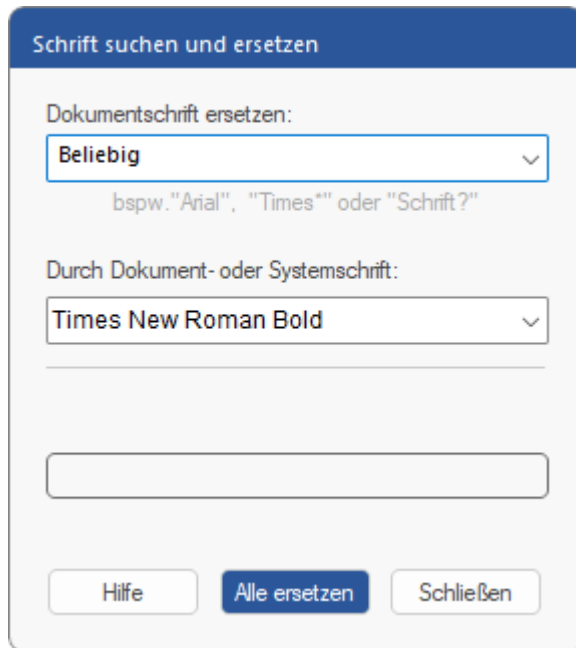 Schrift suchen und ersetzen
Dokumentschrift ersetzen:
Beliebig
bspw."Arial", "Times*" oder "Schrift?"
Durch Dokument- oder Systemschrift:
Times New Roman Bold
Hilfe
Alle ersetzen
Schließen